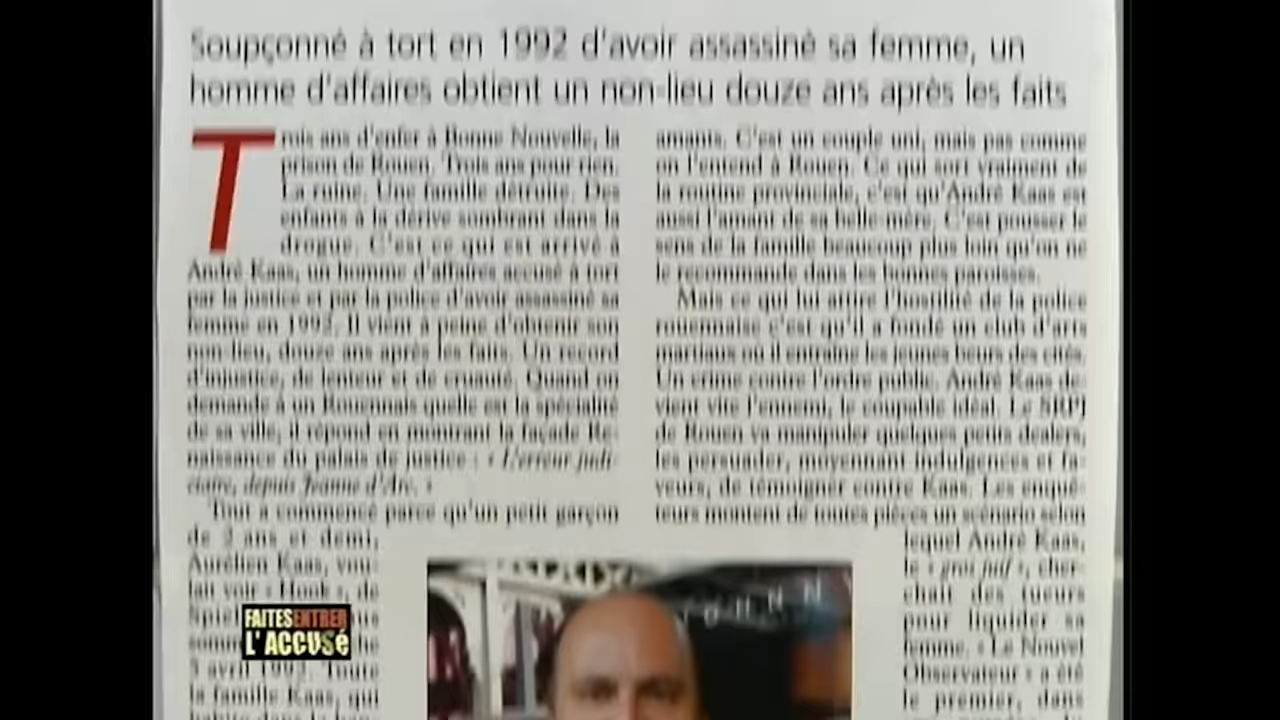 Soupçonné à tort en 1992 d'avoir assassiné sa femme, un
homme d'affaires obtient un non-lieu douze ans après les faits
Trois ans d'enfer à Bonne Nouvelle, la
prison de Rouen. Trois ans pour rien.
La ruine. Une famille détruite. Des
enfants à la dérive sombrant dans la
drogue. C'est ce qui est arrivé à
André Kaas, un homme d'affaires accusé à tort
par la justice et par la police d'avoir assassiné sa
femme en 1992. Il vient à peine d'obtenir son
non-lieu, douze ans après les faits. Un record
d'injustice, de lenteur et de cruauté. Quand on
demande à un Rouennais quelle est la spécialité
de sa ville, il répond en montrant la façade Re-
naissance du palais de justice : « L'erreur judi-
ciaire, depuis Jeanne d'Arc. »
Tout a commencé parce qu'un petit garçon
de 2 ans et demi,
Aurélien Kaas, vou-
lait voir « Hook », de
Spiel
somm
3 avril 1992. Toute
la famille Kaas, qui
amants. C'est un couple uni, mais pas comme
on l'entend à Rouen. Ce qui sort vraiment de
la routine provinciale, c'est qu'André Kaas est
aussi l'amant de sa belle-mère. C'est pousser le
sens de la famille beaucoup plus loin qu'on ne
le recommande dans les bonnes paroisses.
Mais ce qui lui attire l'hostilité de la police
rouennaise c'est qu'il a fondé un club d'arts
martiaux où il entraîne les jeunes beurs des cités.
Un crime contre l'ordre public. André Kaas de-
vient vite l'ennemi, le coupable idéal. Le SRPJ
de Rouen va manipuler quelques petits dealers,
les persuader, moyennant indulgences et fa-
veurs, de témoigner contre Kaas. Les enquê-
teurs montent de toutes pièces un scénario selon
lequel André Kaas,
le « gros juif », cher-
chait des tueurs
pour liquider sa
femme. « Le Nouvel
Observateur » a été
le premier, dans
FAITES ENTRER
L'ACCUSé